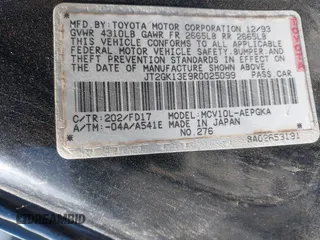 MFD. BY: TOYOTA MOTOR CORPORATION 12/93
GVWR 4310LB GAWR FR 2665LB RR 2665LB
THIS VEHICLE CONFORMS TO ALL APPLICABLE
FEDERAL MOTOR VEHICLE SAFETY, BUMPER, AND
THEFT PREVENTION STANDARDS IN EFFECT ON
THE DATE OF MANUFACTURE SHOWN ABOVE.
JT2GK13E9R0025099 PASS CAR
C/TR: 202/FD17 MODEL: MCV10L-AEPGKA
A/TM: -04A/A541E MADE IN JAPAN
NO.276
8A02653191